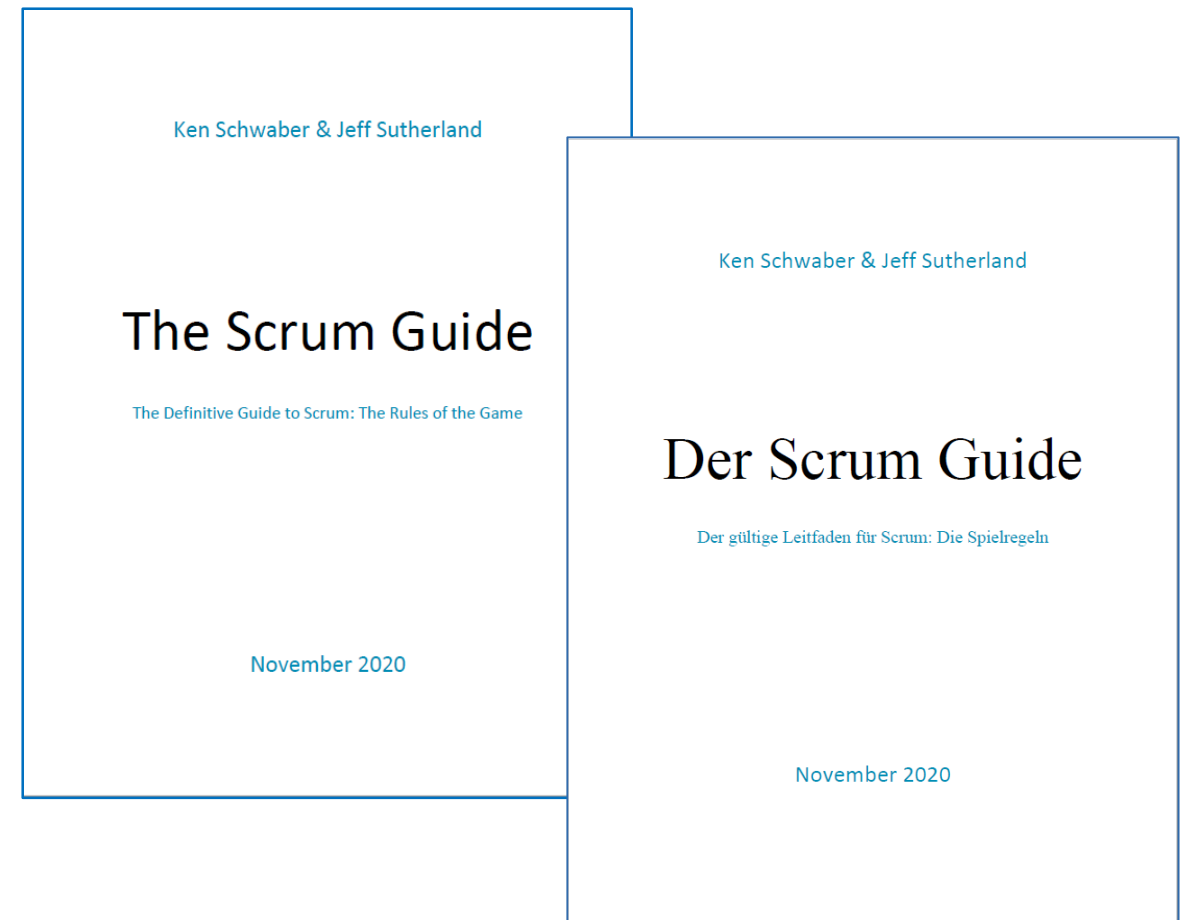 Ken Schwaber & Jeff Sutherland
The Scrum Guide
The Definitive Guide to Scrum: The Rules of the Game
November 2020
Ken Schwaber & Jeff Sutherland
Der Scrum Guide
Der gültige Leitfaden für Scrum: Die Spielregeln
November 2020